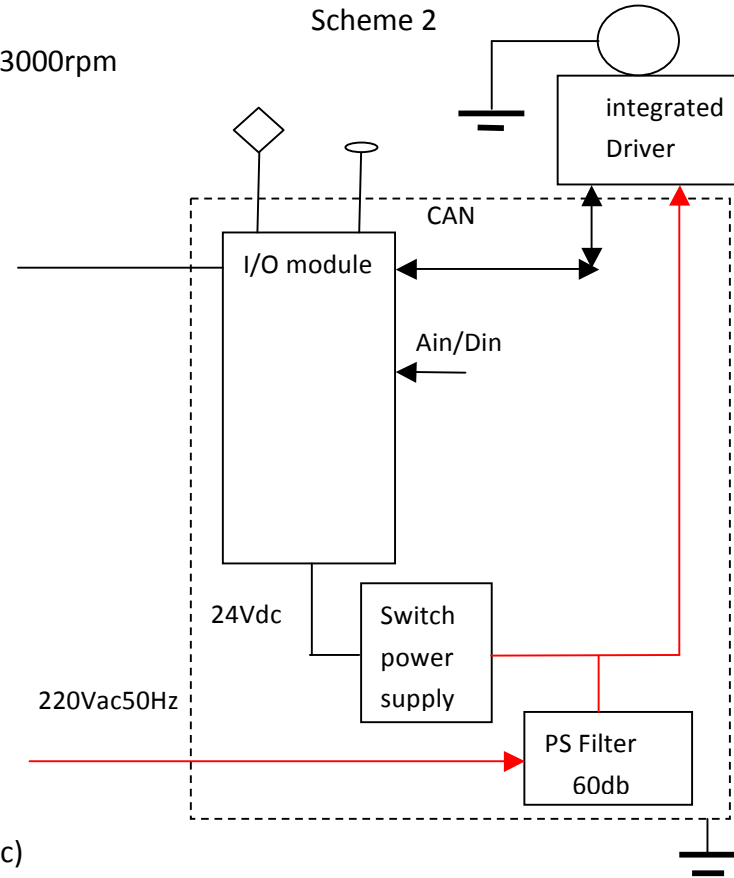 Scheme 2
3000rpm
integrated
Driver
CAN
I/O module
Ain/Din
24Vdc
Switch
power
supply
220Vac50Hz
PS Filter
60db
c)